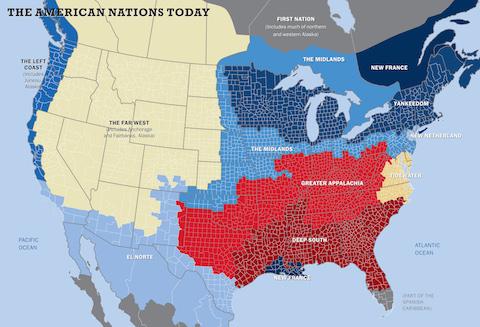 THE AMERICAN NATIONS TODAY
FIRST NATION
(Includes much of northern
and western Alaska)
THE MIDLANDS
NEW FRANCE
THE LEFT
COAST
(Includes
Juneau,
Alaska)
YANKEEDOM
THE FAR WEST
(Includes Anchorage
and Fairbanks, Alaska)
NEW NETHERLAND
THE MIDLANDS
TIDEWATER
GREATER APPALACHIA
PACIFIC
OCEAN
DEEP SOUTH
ATLANTIC
OCEAN
EL NORTE
NEW FRANCE
(PART OF THE
SPANISH
CARIBBEAN)